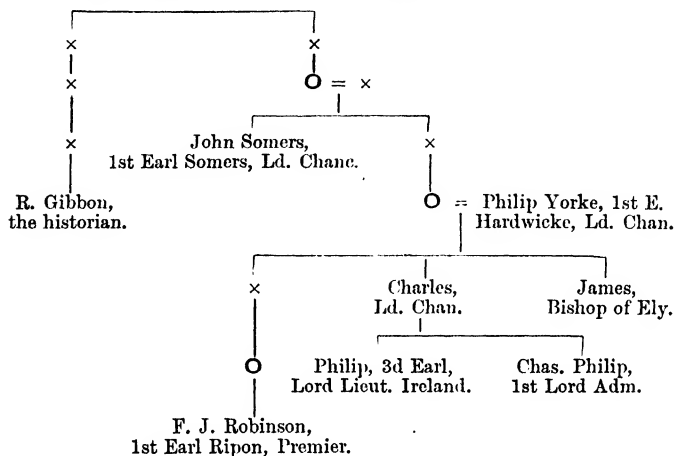 John Somers,
1st Earl Somers, Ld. Chanc.
R. Gibbon,
the historian.
Philip Yorke, 1st E.
Hardwicke, Ld. Chan.
Charles,
Ld. Chan.
James,
Bishop of Ely.
Philip, 3d Earl,
Lord Lieut. Ireland.
Chas. Philip,
1st Lord Adm.
F. J. Robinson,
1st Earl Ripon, Premier.